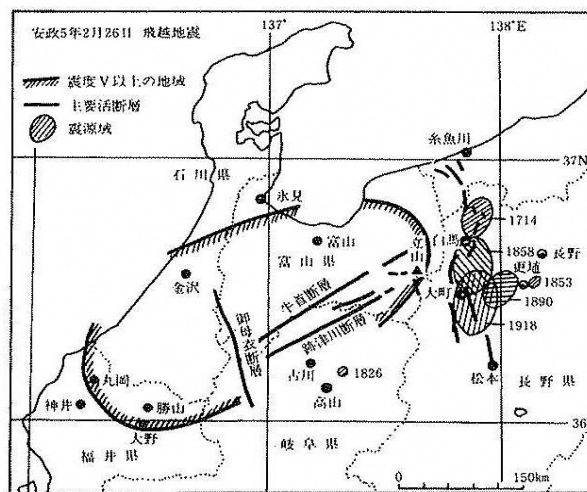 安政5年2月26日 飛越地震
137°
138°E
震度V以上の地域
主要活断層
震源域
糸魚川
37N
石川県
氷見
1714
白馬
1858
長野
富山
立山
更埴
富山県
1853
金沢
大町
牛首断層
1890
御母衣断層
跡津川断層
1918
古川
1826
丸岡
高山
松本
長野県
神井
勝山
大野
36
福井県
岐阜県
0
150km